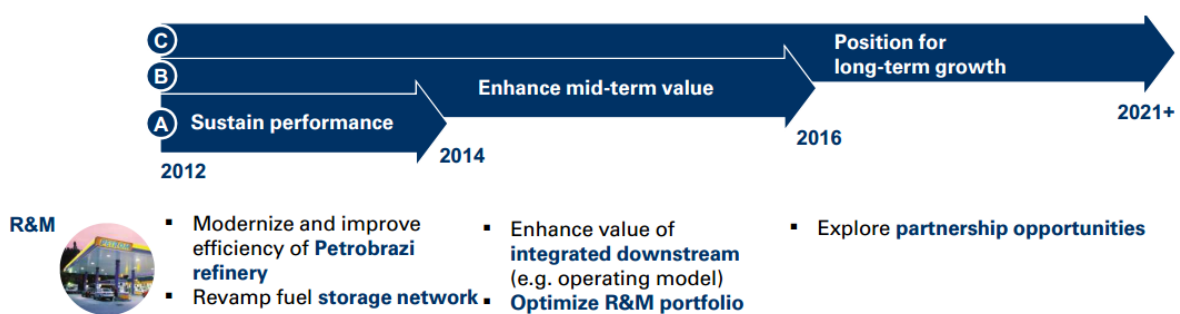 C
Position for
long-term growth
B
Enhance mid-term value
A
Sustain performance
2021+
2016
2014
2012
R&M
▪ Modernize and improve
efficiency of Petrobrazi
refinery
▪ Revamp fuel storage network
▪ Enhance value of
integrated downstream
(e.g. operating model)
▪ Optimize R&M portfolio
▪ Explore partnership opportunities